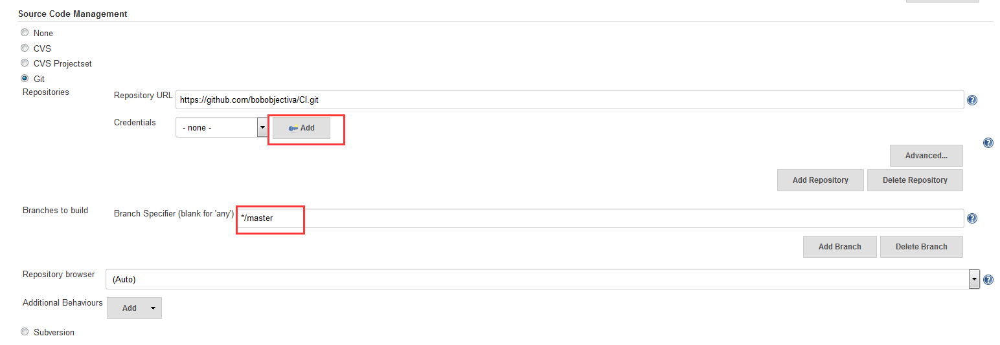 Source Code Management
None
CVS
CVS Projectset
Git
Repositories
Repository URL https://github.com/bobobjectiva/CI.git
Credentials - none - Add
Advanced...
Add Repository Delete Repository
Branches to build Branch Specifier (blank for 'any') */master
Add Branch Delete Branch
Repository browser (Auto)
Additional Behaviours Add
Subversion